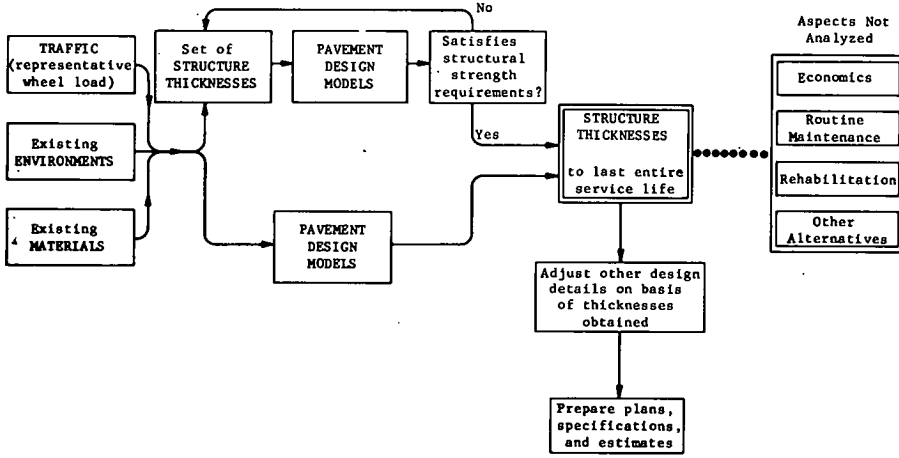 TRAFFIC
(representative
wheel load)
Existing
ENVIRONMENTS
Existing
MATERIALS
Set of
STRUCTURE
THICKNESSES
PAVEMENT
DESIGN
MODELS
No
Satisfies
structural
strength
requirements?
Yes
PAVEMENT
DESIGN
MODELS
STRUCTURE
THICKNESSES
to last entire
service life
Adjust other design
details on basis
of thicknesses
obtained
Prepare plans,
specifications,
and estimates
Aspects Not
Analyzed
Economics
Routine
Maintenance
Rehabilitation
Other
Alternatives